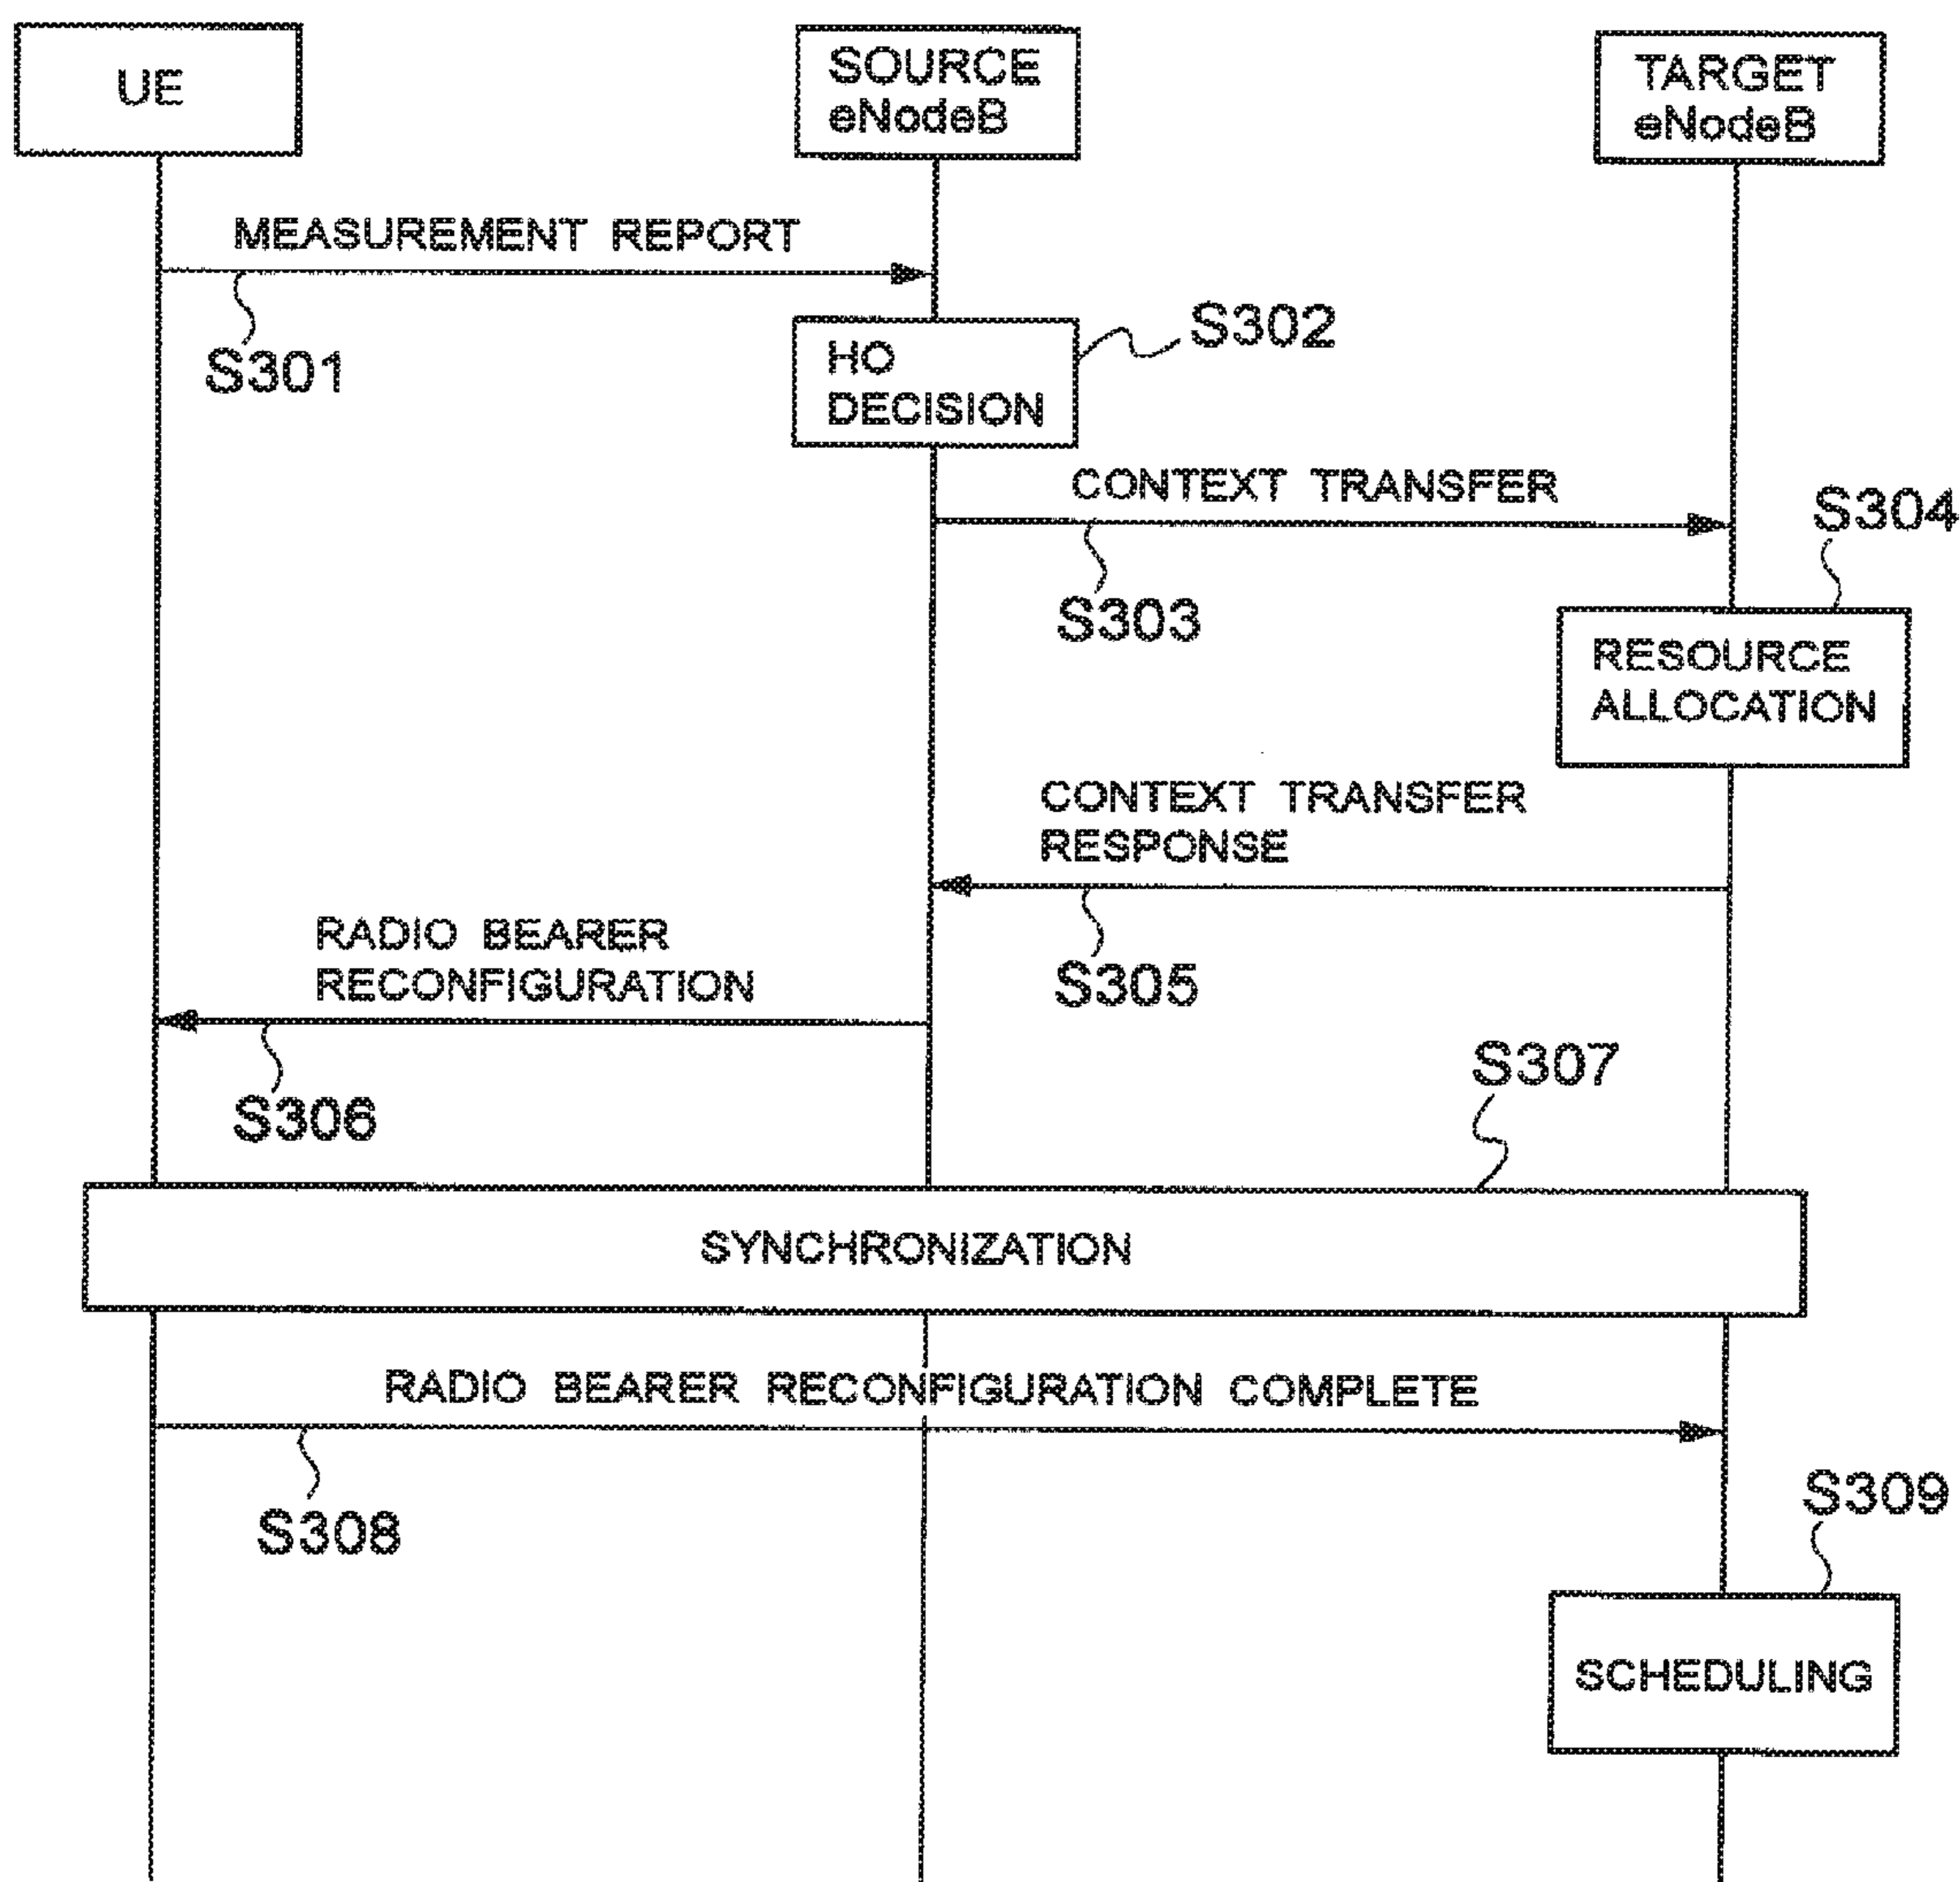 UE
SOURCE
eNodeB
TARGET
eNodeB
MEASUREMENT REPORT
S301
HO
DECISION
S302
CONTEXT TRANSFER
S303
S304
RESOURCE
ALLOCATION
CONTEXT TRANSFER
RESPONSE
S305
RADIO BEARER
RECONFIGURATION
S306
S307
SYNCHRONIZATION
RADIO BEARER RECONFIGURATION COMPLETE
S308
S309
SCHEDULING